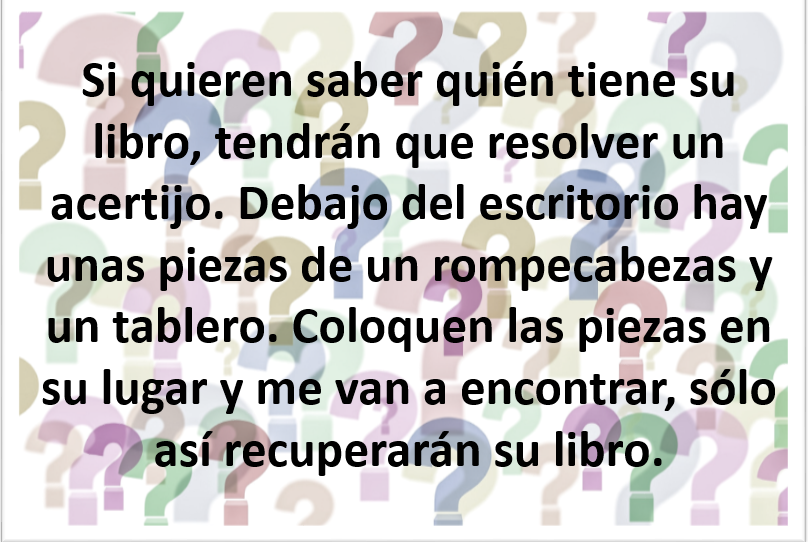 Si quieren saber quién tiene su
libro, tendrán que resolver un
acertijo. Debajo del escritorio hay
unas piezas de un rompecabezas y
un tablero. Coloquen las piezas en
su lugar y me van a encontrar, sólo
así recuperarán su libro.